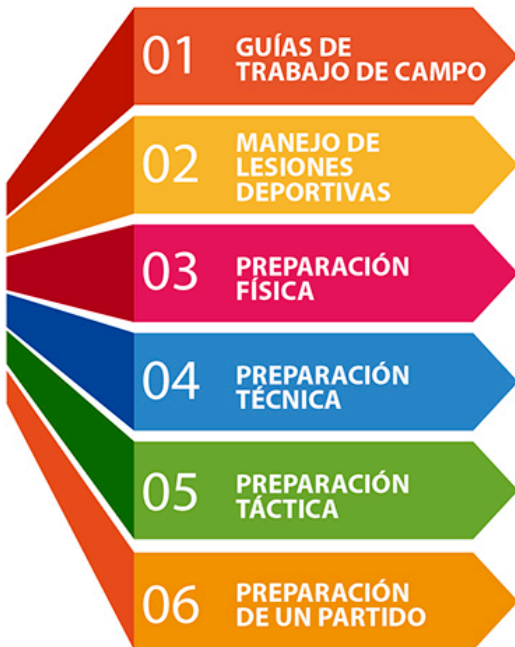 01 GUÍAS DE
TRABAJO DE CAMPO
02 MANEJO DE
LESIONES
DEPORTIVAS
03 PREPARACIÓN
FÍSICA
04 PREPARACIÓN
TÉCNICA
05 PREPARACIÓN
TÁCTICA
06 PREPARACIÓN
DE UN PARTIDO